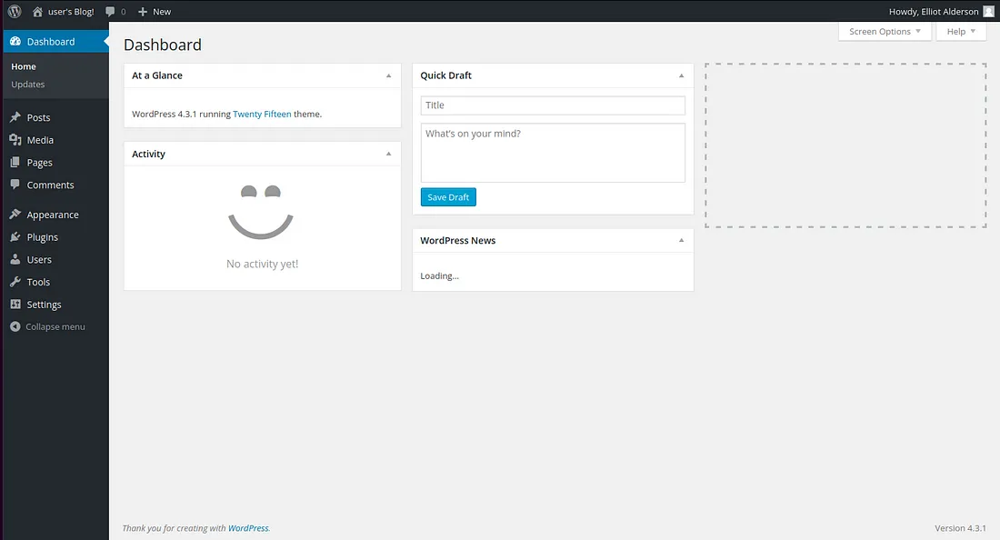 user's Blog! 0 New Howdy, Elliot Alderson
Screen Options Help
Dashboard
Home
Updates
Posts
Media
Pages
Comments
Appearance
Plugins
Users
Tools
Settings
Collapse menu
Dashboard
At a Glance
WordPress 4.3.1 running Twenty Fifteen theme.
Activity
No activity yet!
Quick Draft
Title
What's on your mind?
Save Draft
WordPress News
Loading...
Thank you for creating with WordPress. Version 4.3.1